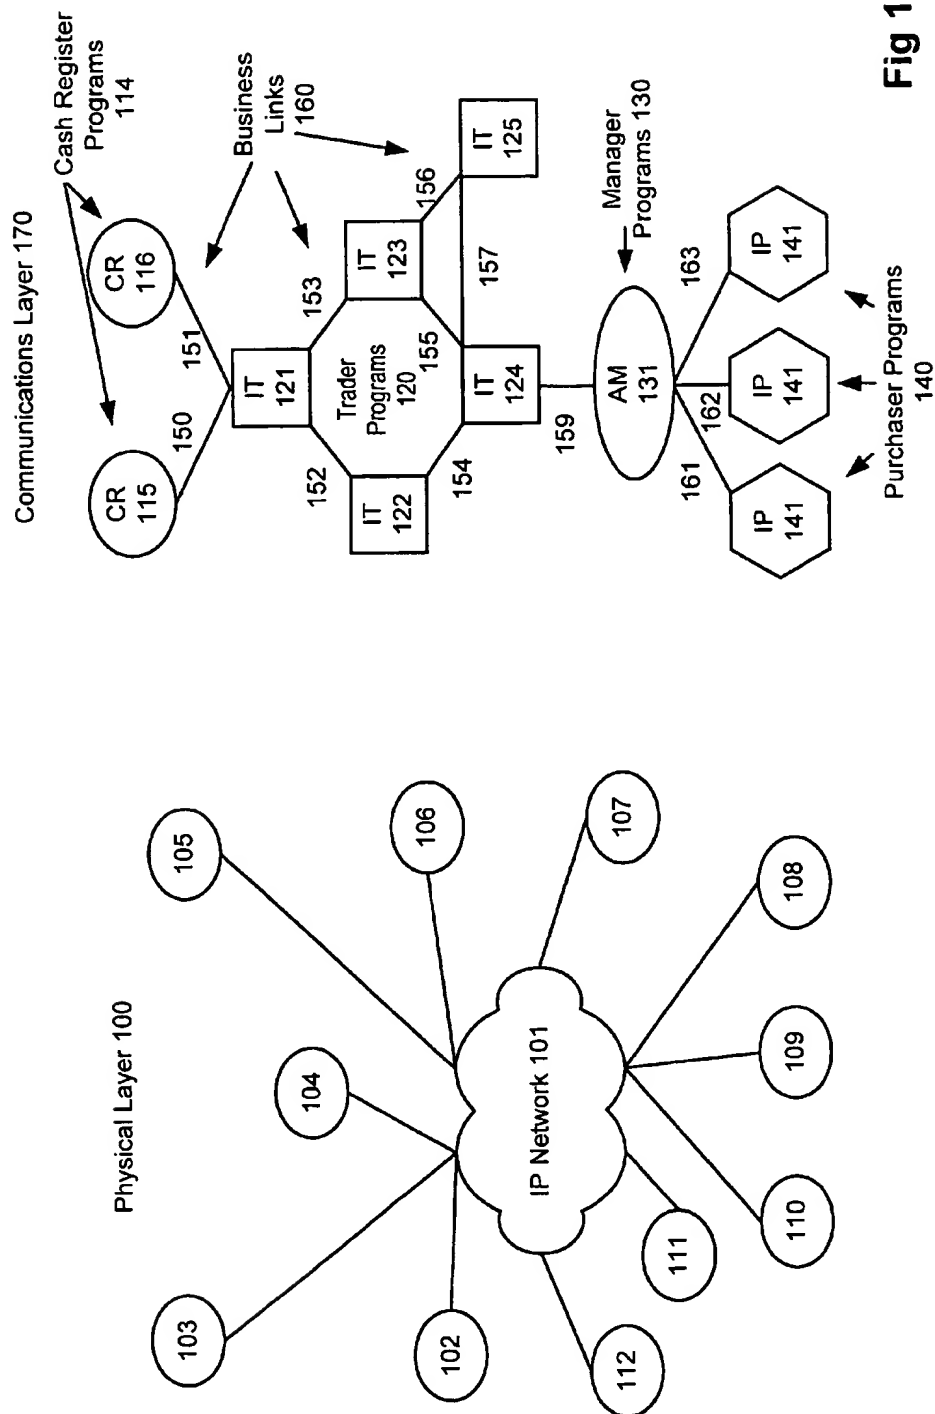 Physical Layer 100
103
105
104
106
102
IP Network 101
107
112
111
110
109
108
Communications Layer 170
Cash Register
Programs
114
CR
115
CR
116
150
151
Business
Links
160
IT
121
152
153
Trader
Programs
120
IT
122
IT
123
154
155
156
157
IT
124
IT
125
159
Manager
Programs 130
AM
131
161
162
163
IP
141
IP
141
IP
141
Purchaser Programs
140
Fig 1